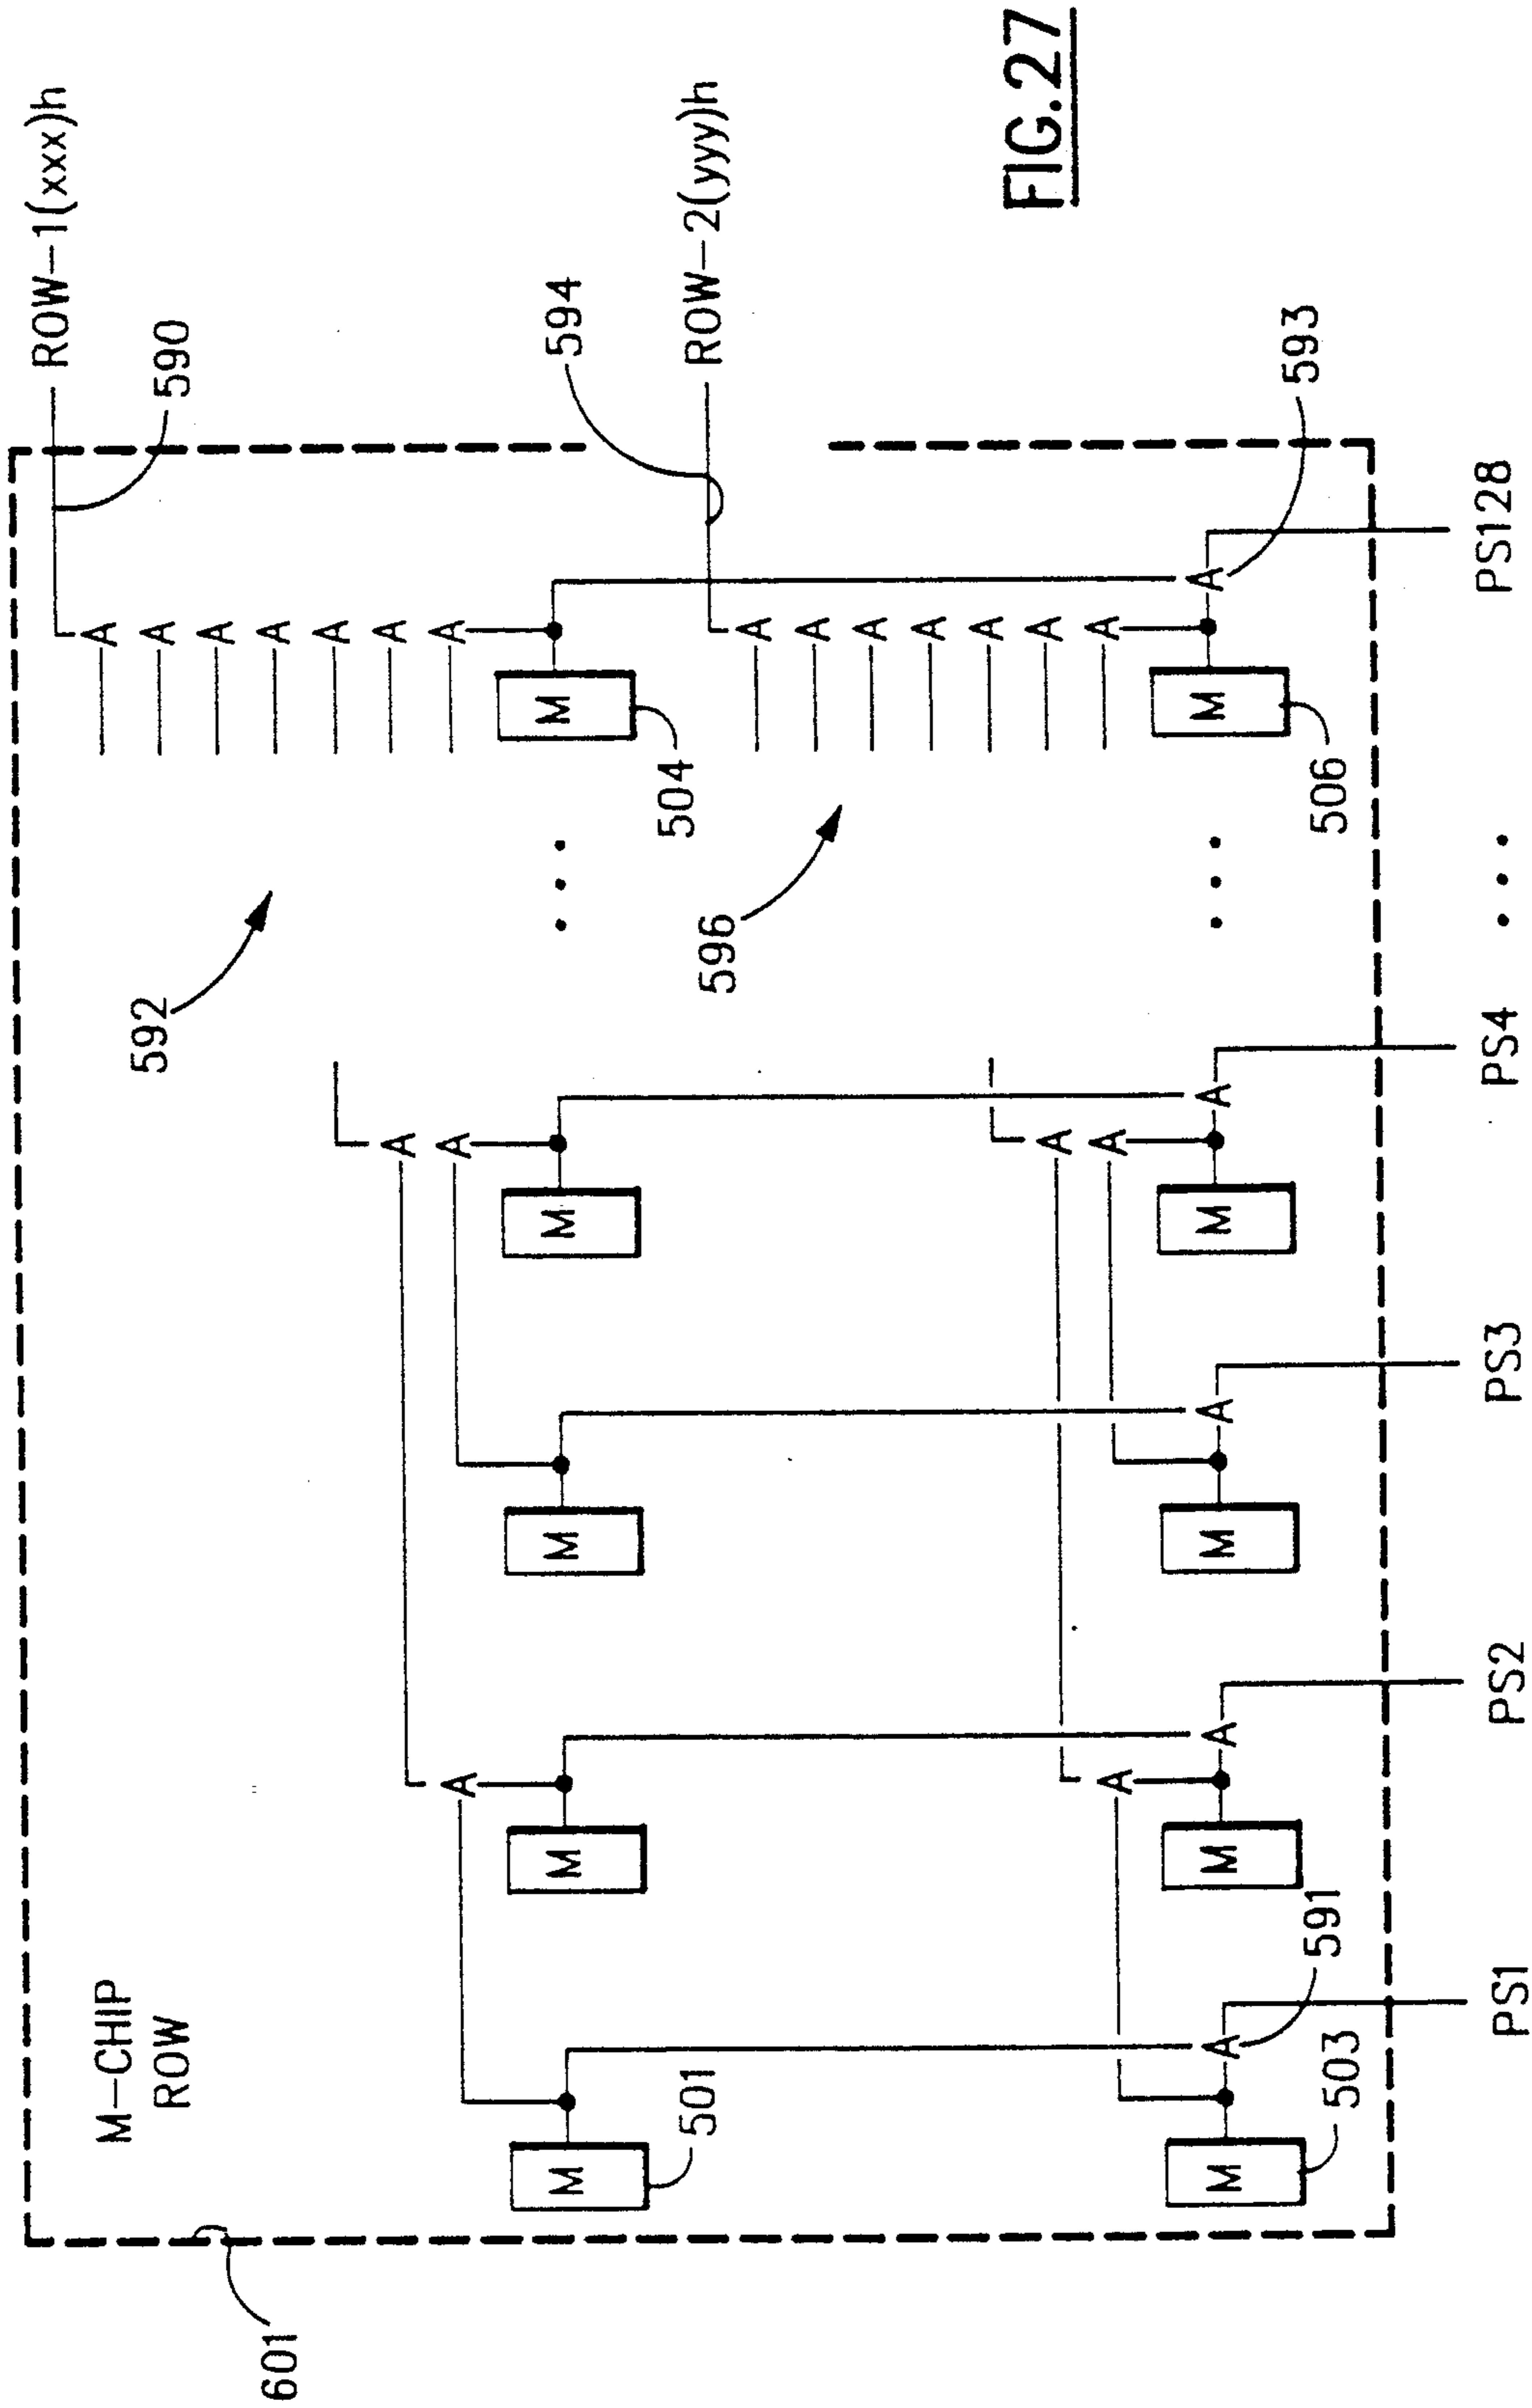 M-CHIP
ROW
601
592
ROW-1(xxx)h
590
A A
A A A A A A A A A
M M M M
501
504
594
596
ROW-2(yyy)h
A A
A A A A A A A A A
M M M M
A A A A A
503
591
506
593
PS1 PS2 PS3 PS4 PS128
FIG.27